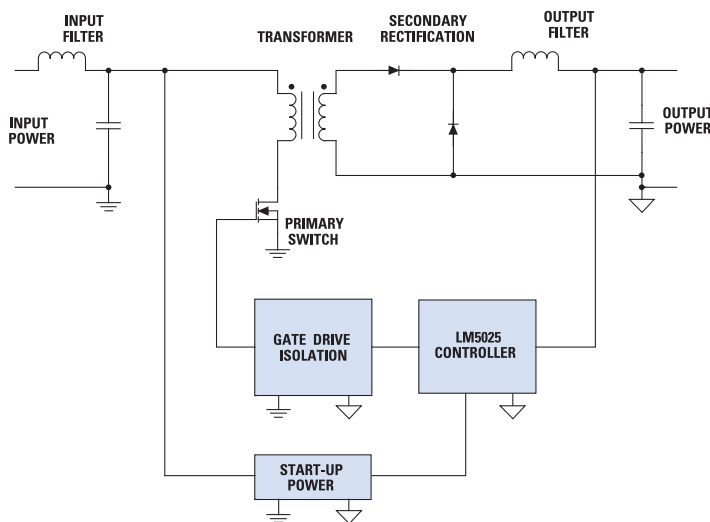 INPUT
FILTER
TRANSFORMER
SECONDARY
RECTIFICATION
OUTPUT
FILTER
INPUT
POWER
OUTPUT
POWER
PRIMARY
SWITCH
GATE DRIVE
ISOLATION
LM5025
CONTROLLER
START-UP
POWER